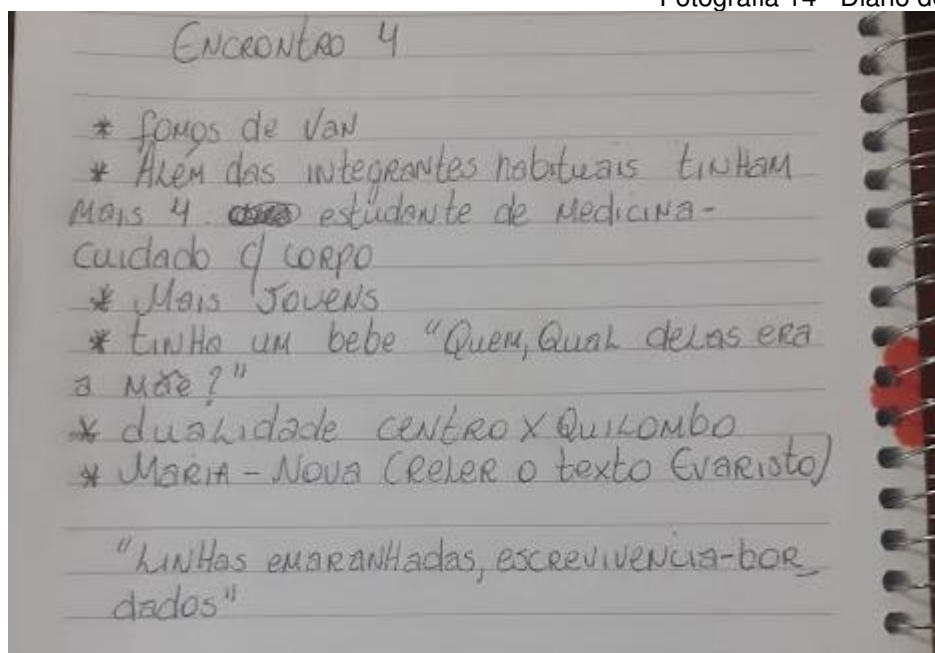 Fotografia 14 - Diário de
ENCRONTRO 4
* fomos de VAN
* Além das integrantes habituais tinham
mais 4. estudante de medicina-
cuidado c/ corpo
* Mais Jovens
* tinha um bebe "Quem, Qual delas era
a mãe?"
* dualidade centro X Quilombo
* Maria-Nova (Reler o texto Evaristo)
"Linhas emaranhadas, escrevivencia-bor_
dados"